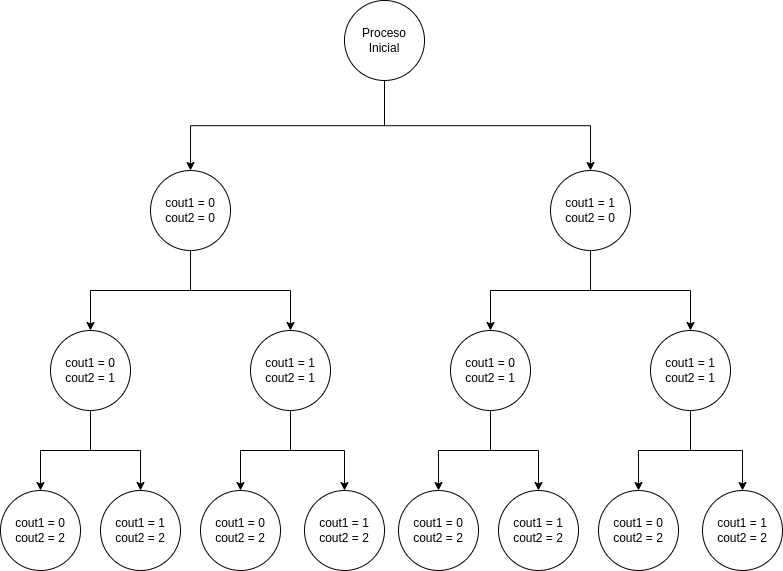 Proceso
Inicial
cout1 = 0
cout2 = 0
cout1 = 1
cout2 = 0
cout1 = 0
cout2 = 1
cout1 = 1
cout2 = 1
cout1 = 0
cout2 = 1
cout1 = 1
cout2 = 1
cout1 = 0
cout2 = 2
cout1 = 1
cout2 = 2
cout1 = 0
cout2 = 2
cout1 = 1
cout2 = 2
cout1 = 0
cout2 = 2
cout1 = 1
cout2 = 2
cout1 = 0
cout2 = 2
cout1 = 1
cout2 = 2